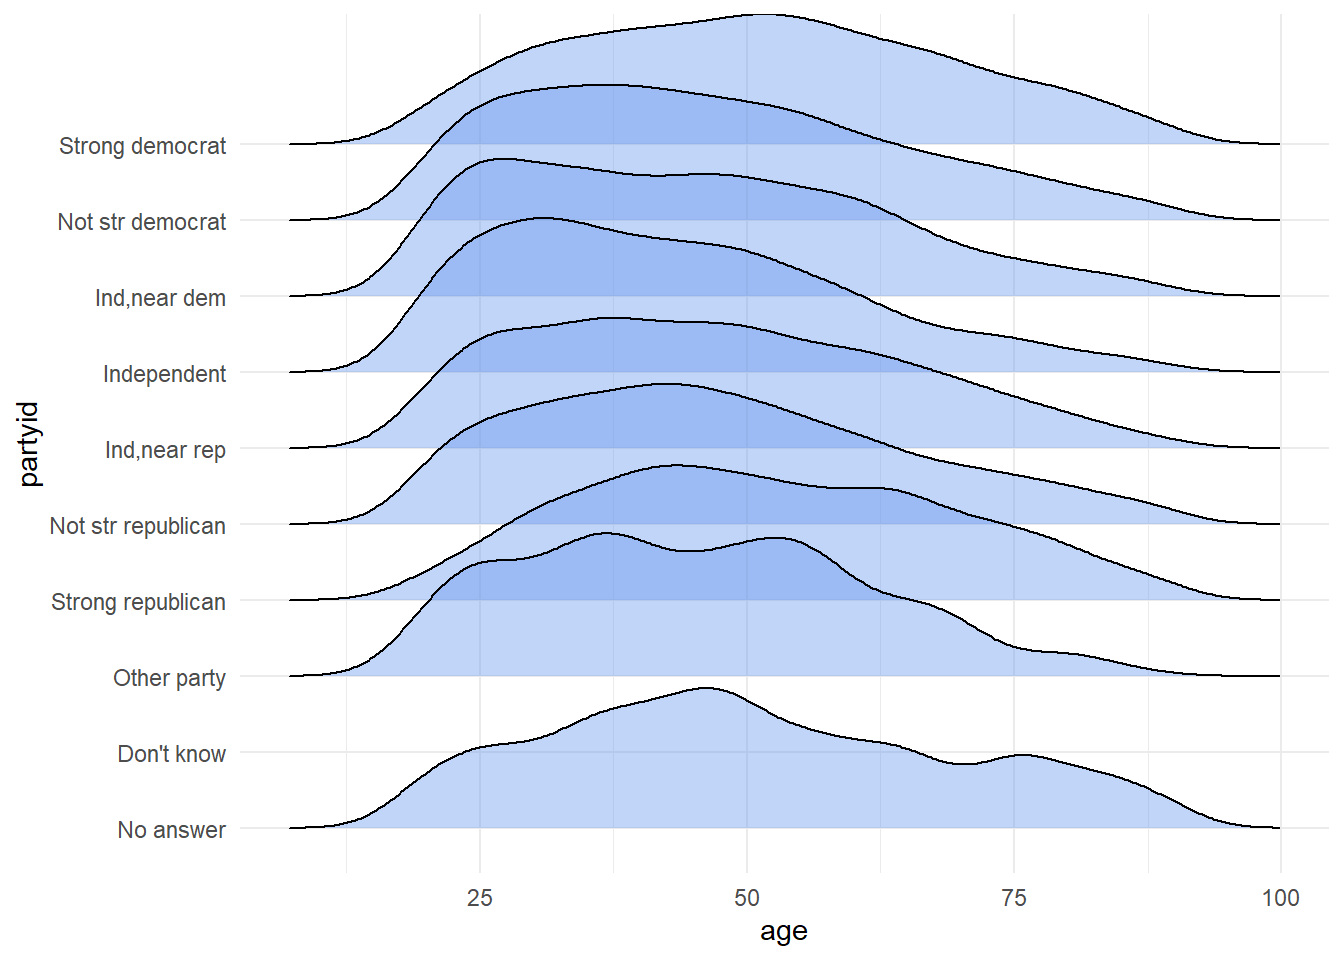 Strong democrat
Not str democrat
Ind,near dem
Independent
Ind,near rep
Not str republican
Strong republican
Other party
Don't know
No answer
partyid
25 50 75 100
age